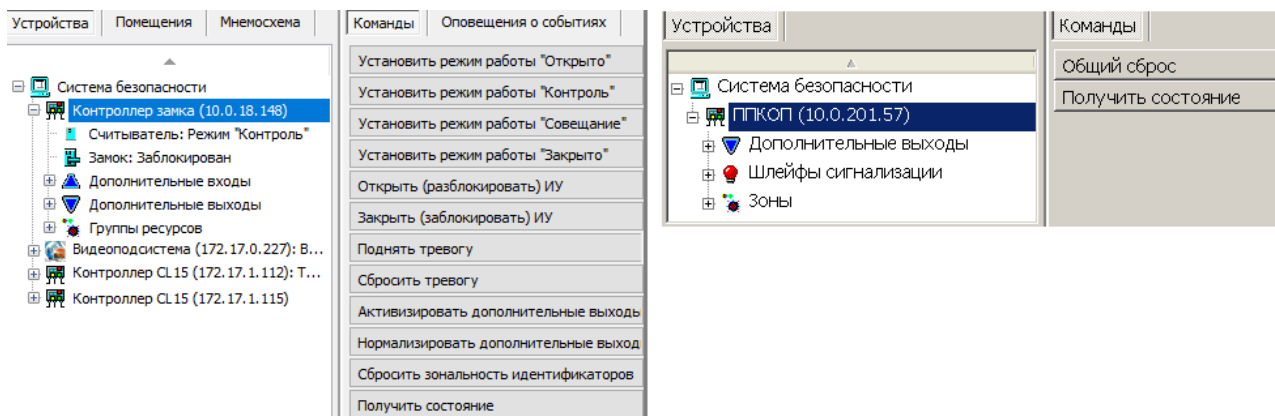 Устройства
Помещения
Мнемосхема
Система безопасности
Контроллер замка (10.0.18.148)
Считыватель: Режим "Контроль"
Замок: Заблокирован
Дополнительные входы
Дополнительные выходы
Группы ресурсов
Видеоподсистема (172.17.0.227): В...
Контроллер CL15 (172.17.1.112): Т...
Контроллер CL15 (172.17.1.115)
Команды
Оповещения о событиях
Установить режим работы "Открыто"
Установить режим работы "Контроль"
Установить режим работы "Совещание"
Установить режим работы "Закрыто"
Открыть (разблокировать) ИУ
Закрыть (заблокировать) ИУ
Поднять тревогу
Сбросить тревогу
Активизировать дополнительные выходы
Нормализировать дополнительные выход
Сбросить зональность идентификаторов
Получить состояние
Устройства
Система безопасности
ППКОП (10.0.201.57)
Дополнительные выходы
Шлейфы сигнализации
Зоны
Команды
Общий сброс
Получить состояние